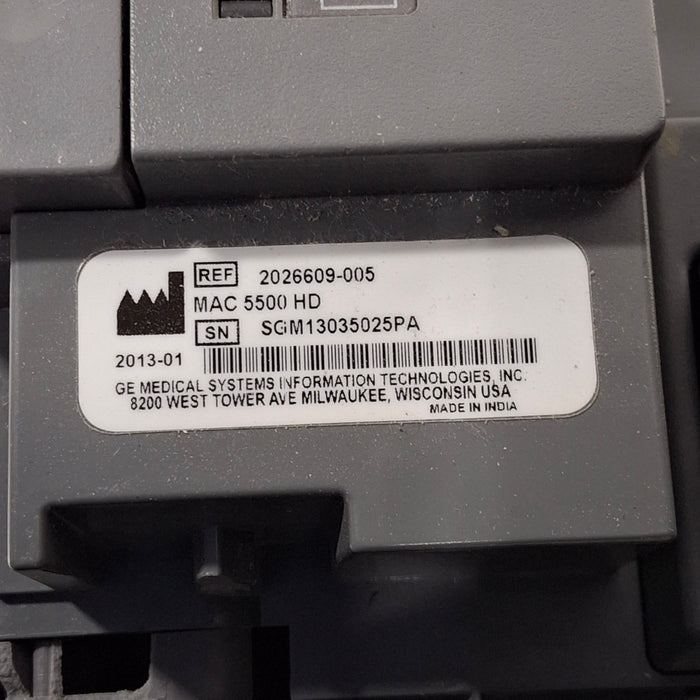 REF 2026609-005
MAC 5500 HD
SN SGM13035025PA
2013-01
GE MEDICAL SYSTEMS INFORMATION TECHNOLOGIES, INC.
8200 WEST TOWER AVE MILWAUKEE, WISCONSIN USA
MADE IN INDIA